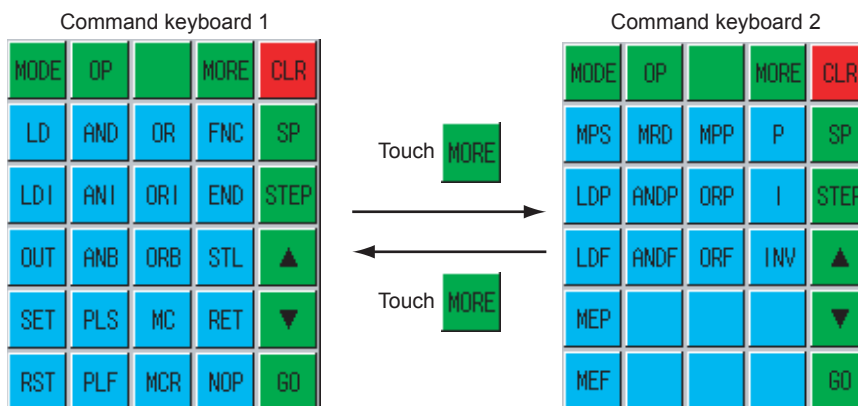 Command keyboard 1
MODE OP MORE CLR
LD AND OR FNC SP
LDI ANI ORI END STEP
OUT ANB ORB STL ▲
SET PLS MC RET ▼
RST PLF MCR NOP GO
Touch MORE
Touch MORE
Command keyboard 2
MODE OP MORE CLR
MPS MRD MPP P SP
LDP ANDP ORP I STEP
LDF ANDF ORF INV ▲
MEP ▼
MEF GO